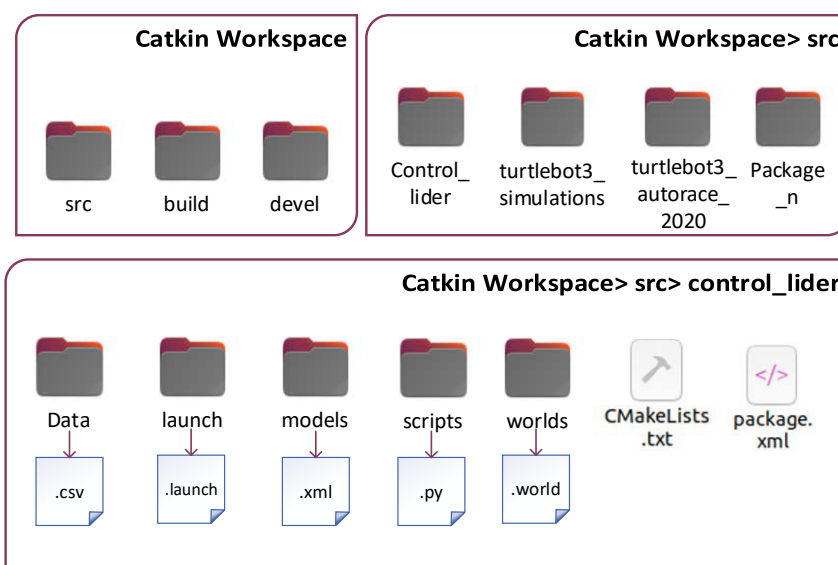 Catkin Workspace
src
build
devel
Catkin Workspace> src
Control_
lider
turtlebot3_
simulations
turtlebot3_
autorace_
2020
Package
_n
Catkin Workspace> src> control_lider
Data
launch
models
scripts
worlds
CMakeLists
.txt
</>
package.
xml
.csv
.launch
.xml
.py
.world